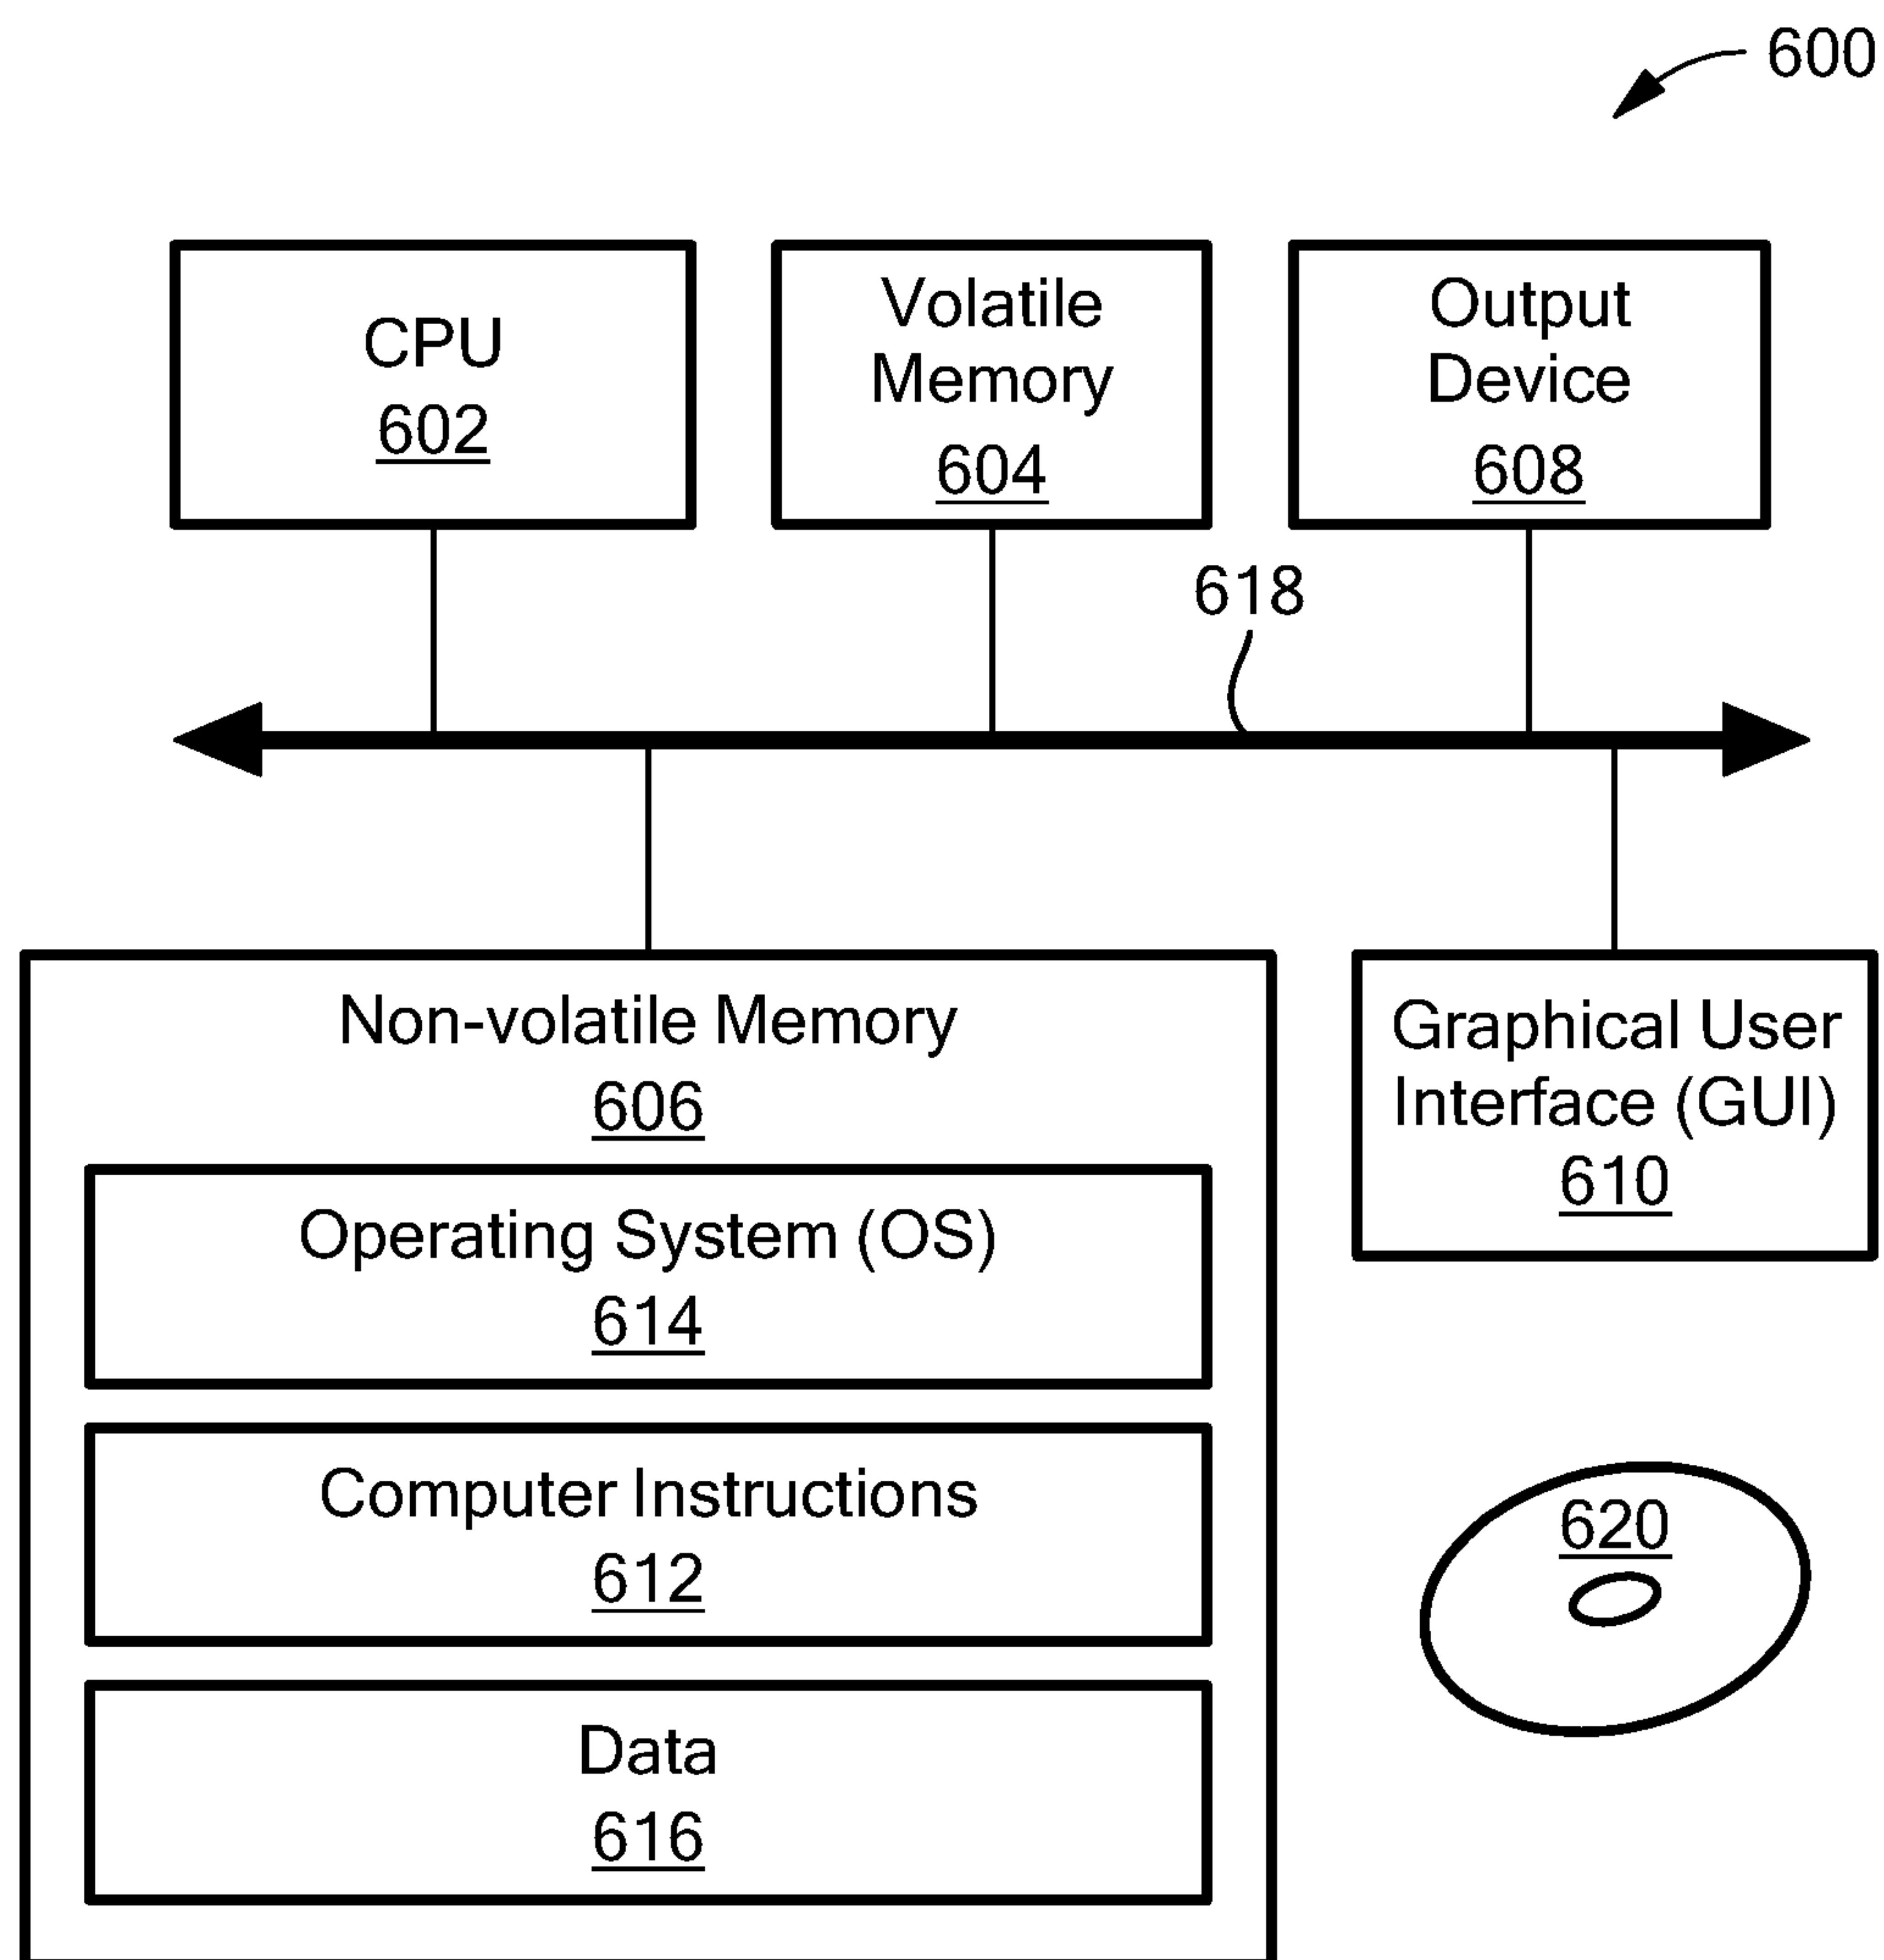 600
CPU
602
Volatile
Memory
604
Output
Device
608
618
Non-volatile Memory
606
Operating System (OS)
614
Computer Instructions
612
Data
616
Graphical User
Interface (GUI)
610
620